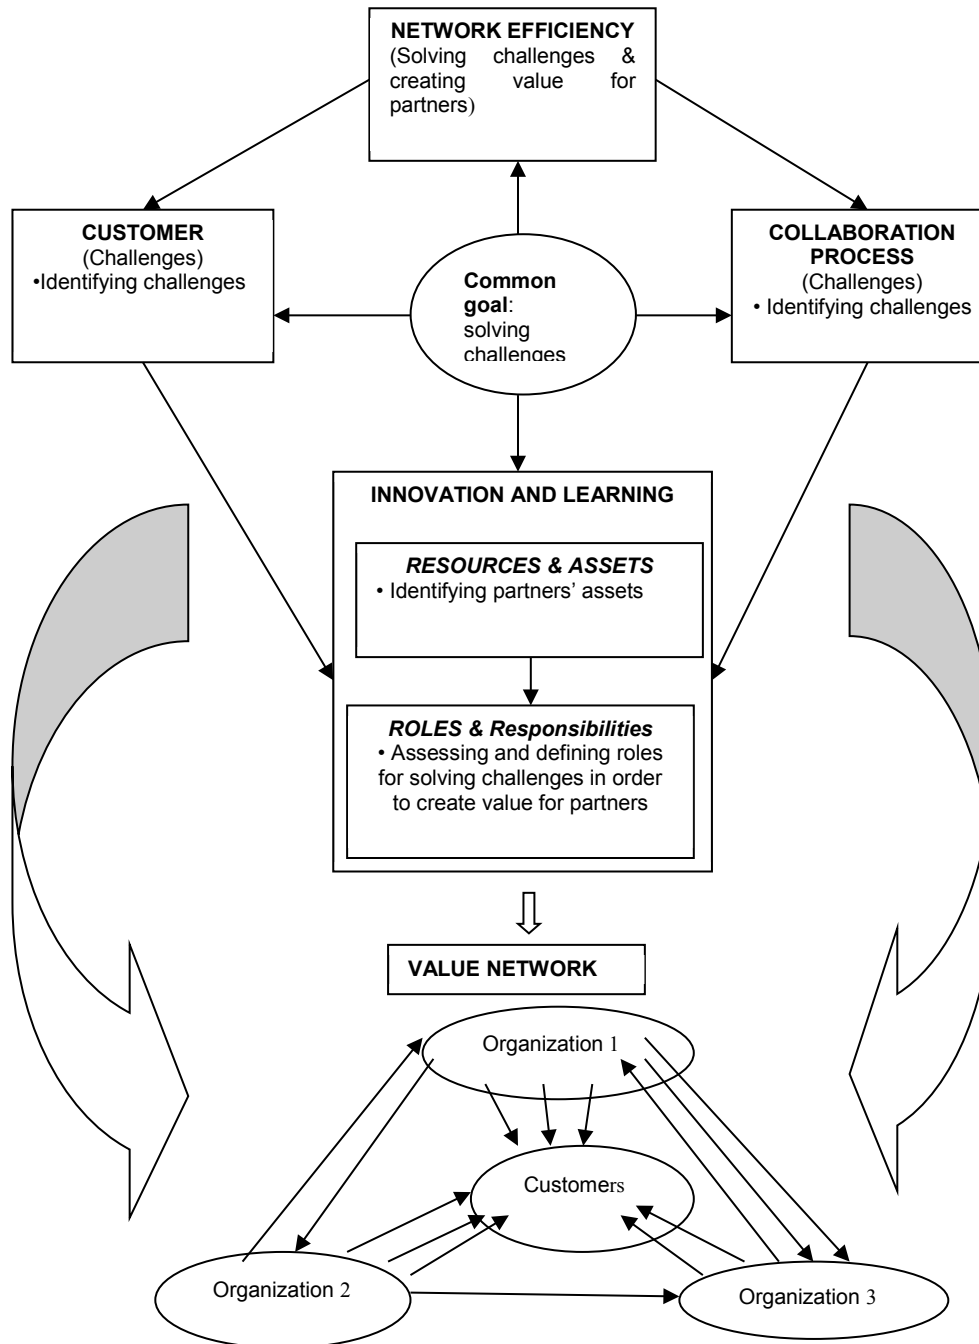 NETWORK EFFICIENCY
(Solving challenges &
creating value for
partners)
CUSTOMER
(Challenges)
•Identifying challenges
Common
goal:
solving
challenges
COLLABORATION
PROCESS
(Challenges)
• Identifying challenges
INNOVATION AND LEARNING
RESOURCES & ASSETS
• Identifying partners’ assets
ROLES & Responsibilities
• Assessing and defining roles
for solving challenges in order
to create value for partners
VALUE NETWORK
Organization 1
Customers
Organization 2
Organization 3